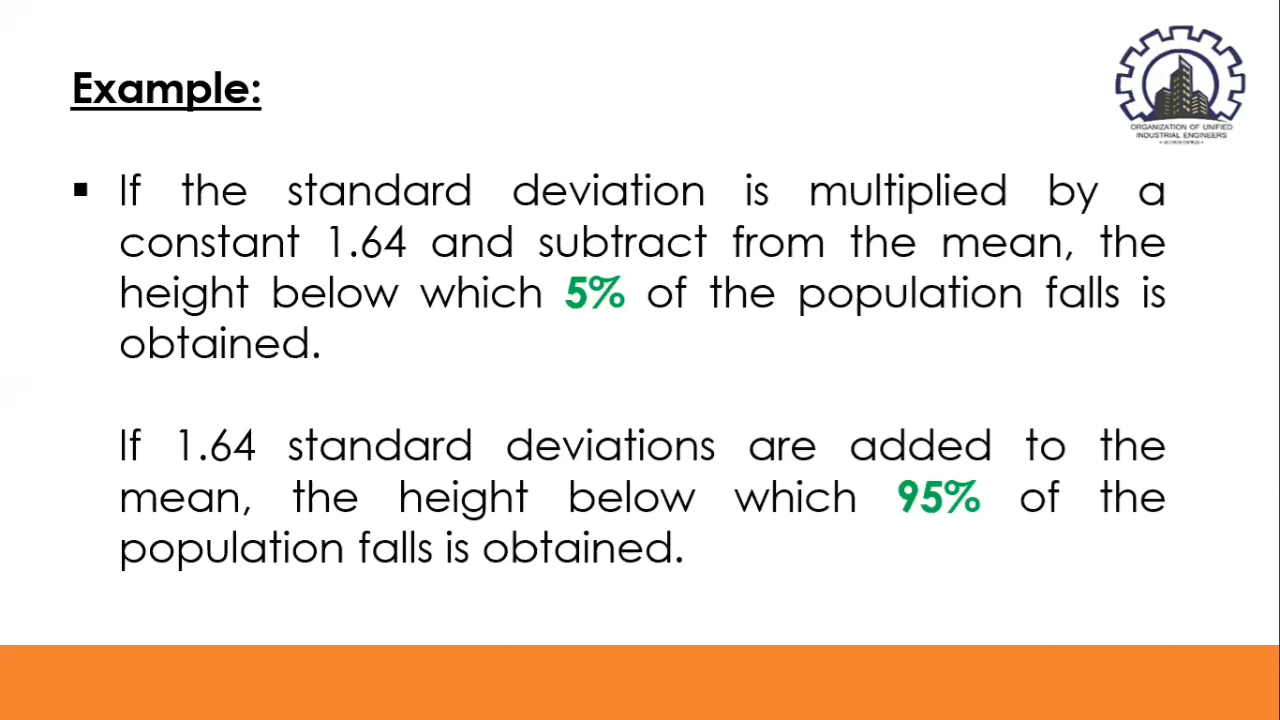 Example:
ORGANIZATION OF UNIFIED
INDUSTRIAL ENGINEERS
▪ If the standard deviation is multiplied by a
constant 1.64 and subtract from the mean, the
height below which 5% of the population falls is
obtained.
If 1.64 standard deviations are added to the
mean, the height below which 95% of the
population falls is obtained.